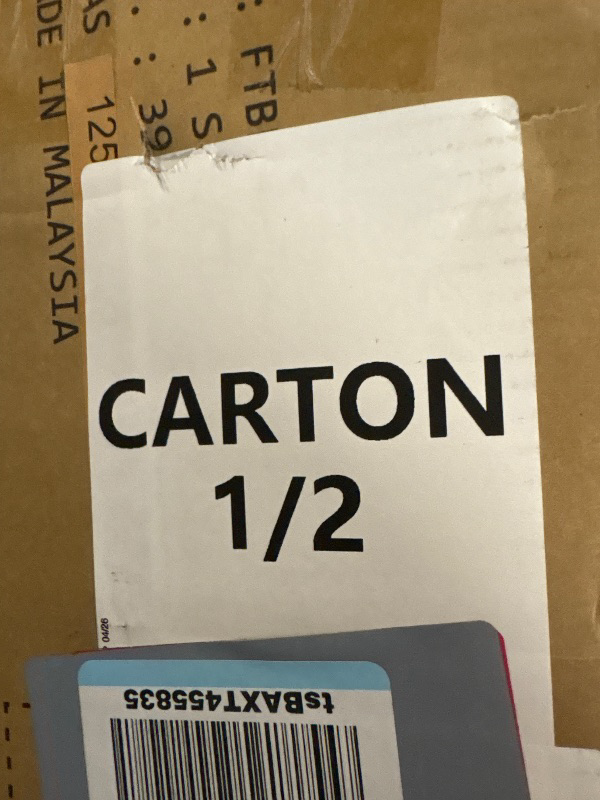 : FTB
: 1 S
: 39
AS 125
DE IN MALAYSIA
CARTON
1/2
04/26
tsBAXT455835